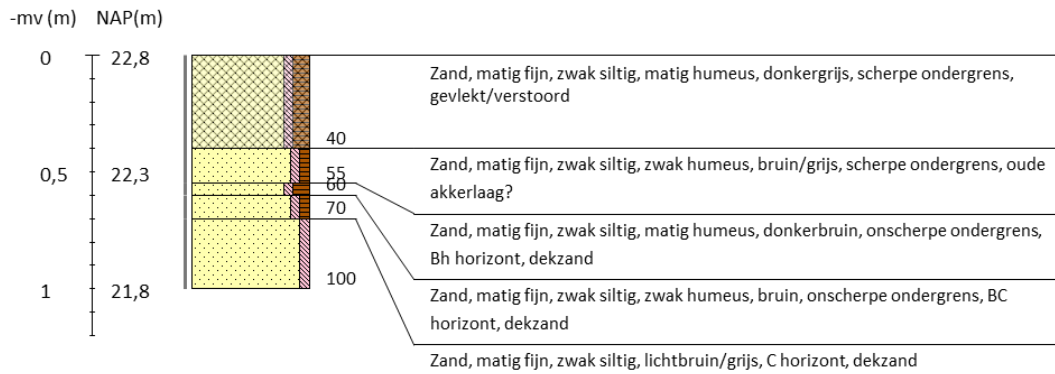 -mv (m) NAP(m)
0 22,8
Zand, matig fijn, zwak siltig, matig humeus, donkergrijs, scherpe ondergrens,
gevlekt/verstoord
40
Zand, matig fijn, zwak siltig, zwak humeus, bruin/grijs, scherpe ondergrens, oude
akkerlaag?
0,5 22,3
55
60
70
Zand, matig fijn, zwak siltig, matig humeus, donkerbruin, onscherpe ondergrens,
Bh horizont, dekzand
100
1 21,8
Zand, matig fijn, zwak siltig, zwak humeus, bruin, onscherpe ondergrens, BC
horizont, dekzand
Zand, matig fijn, zwak siltig, lichtbruin/grijs, C horizont, dekzand